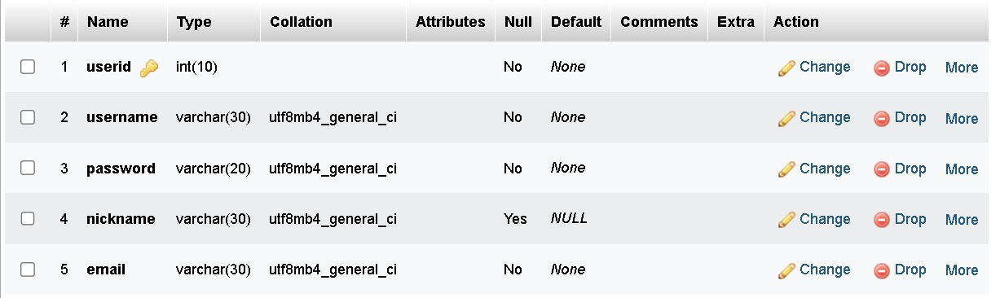 # Name Type Collation Attributes Null Default Comments Extra Action
1 userid int(10) No None Change Drop More
2 username varchar(30) utf8mb4_general_ci No None Change Drop More
3 password varchar(20) utf8mb4_general_ci No None Change Drop More
4 nickname varchar(30) utf8mb4_general_ci Yes NULL Change Drop More
5 email varchar(30) utf8mb4_general_ci No None Change Drop More